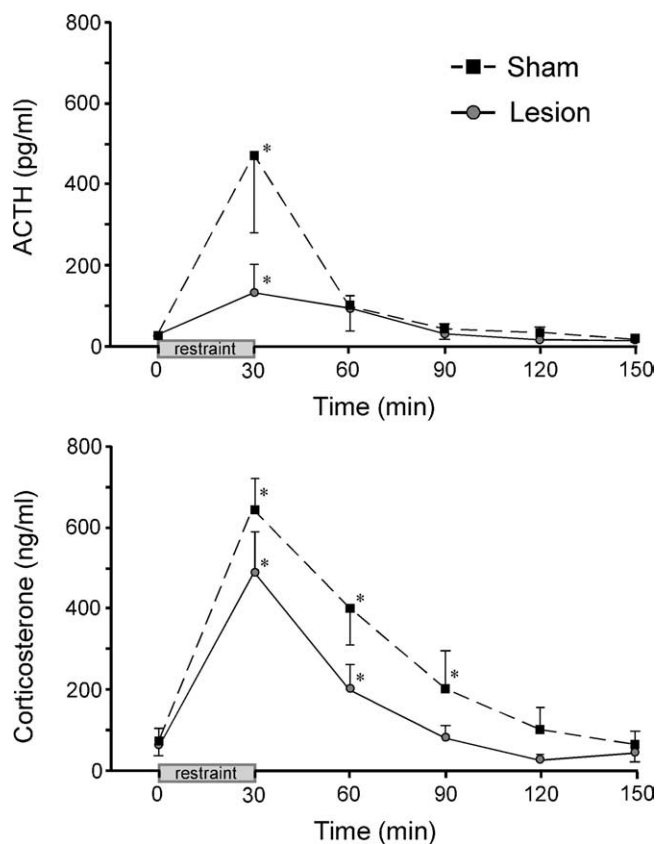 800
Sham
600
Lesion
ACTH (pg/ml)
*
400
200
*
0
restraint
0 30 60 90 120 150
Time (min)
800
*
600
Corticosterone (ng/ml)
*
400
*
200
*
*
0
restraint
0 30 60 90 120 150
Time (min)